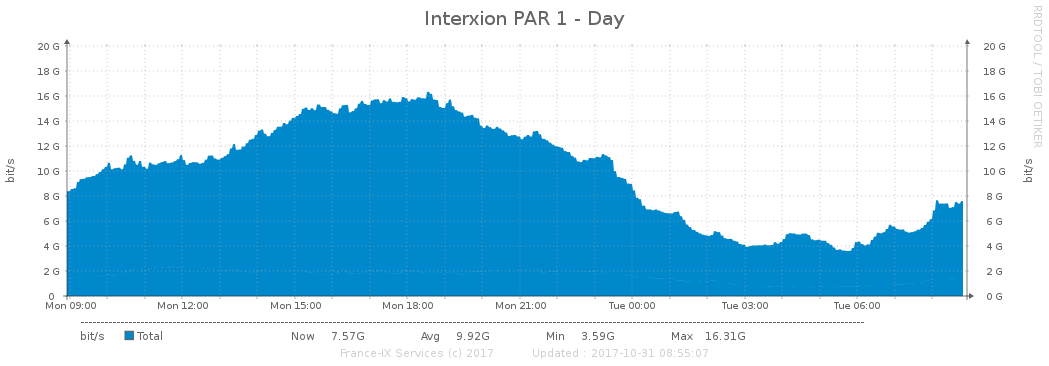 Interxion PAR 1 - Day
RRDTOOL / TOBI OETIKER
bit/s
20 G 20 G
18 G 18 G
16 G 16 G
14 G 14 G
12 G 12 G
10 G 10 G
8 G 8 G
6 G 6 G
4 G 4 G
2 G 2 G
0 0 G
bit/s
Mon 09:00 Mon 12:00 Mon 15:00 Mon 18:00 Mon 21:00 Tue 00:00 Tue 03:00 Tue 06:00
bit/s Total Now 7.57G Avg 9.92G Min 3.59G Max 16.31G
France-IX Services (c) 2017 Updated : 2017-10-31 08:55:07